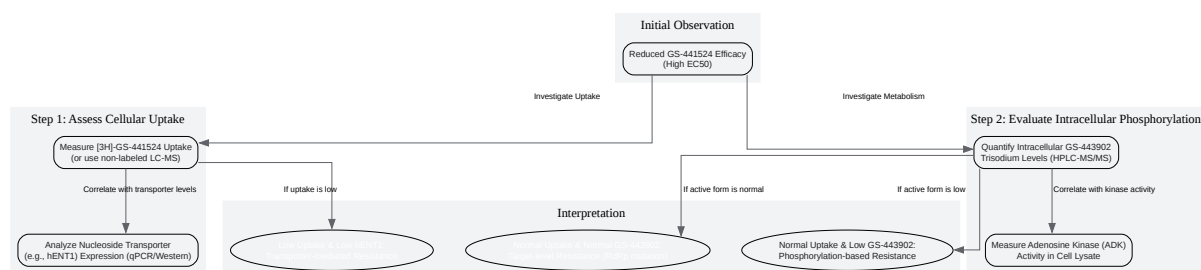 Initial Observation
Reduced GS-441524 Efficacy
(High EC50)
Investigate Uptake
Investigate Metabolism
Step 1: Assess Cellular Uptake
Step 2: Evaluate Intracellular Phosphorylation
Measure [3H]-GS-441524 Uptake
(or use non-labeled LC-MS)
Quantify Intracellular GS-443902
Trisodium Levels (HPLC-MS/MS)
Correlate with transporter levels
If uptake is low
If active form is normal
If active form is low
Correlate with kinase activity
Interpretation
Analyze Nucleoside Transporter
(e.g., hENT1) Expression (qPCR/Western)
Low Uptake & Low hENT1:
Normal Uptake & Low GS-443902:
Phosphorylation-based Resistance
Measure Adenosine Kinase (ADK)
Activity in Cell Lysate